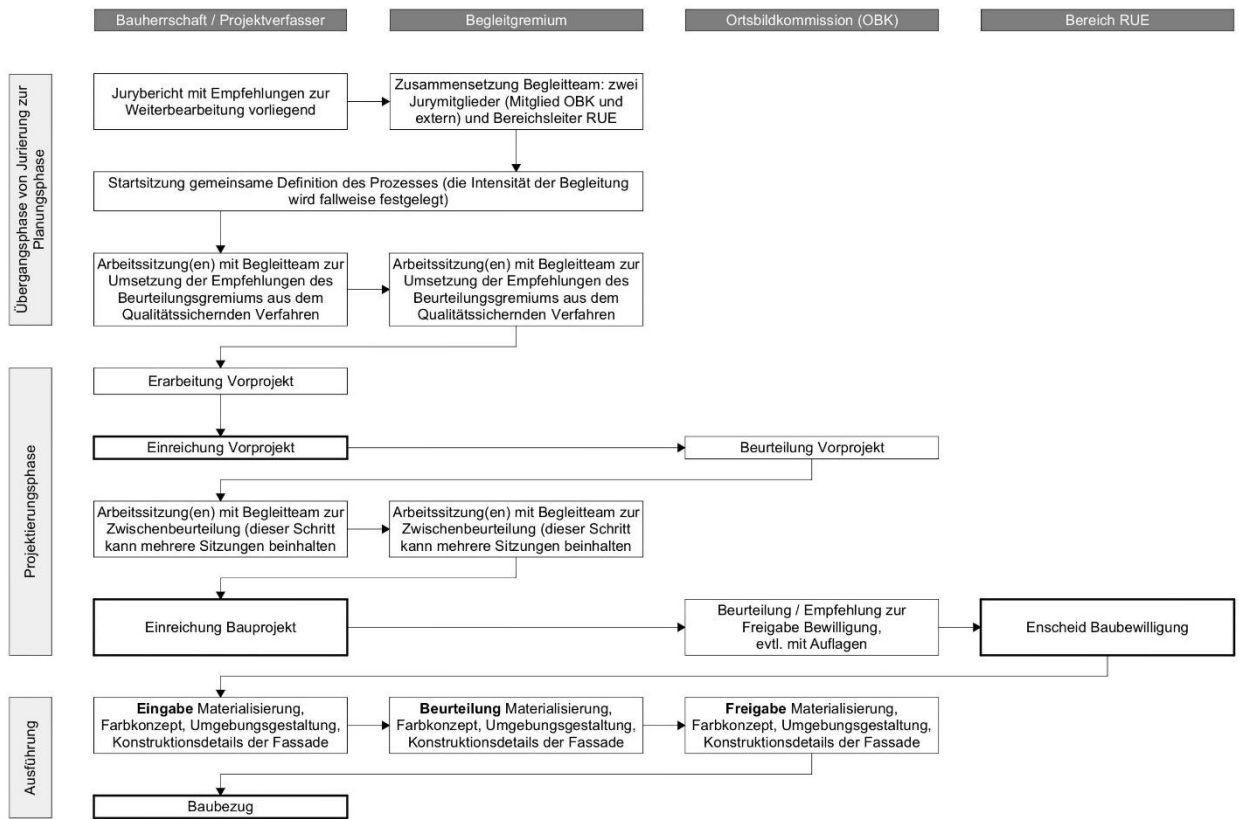 Bauherrschaft / Projektverfasser
Begleitgremium
Ortsbildkommission (OBK)
Bereich RUE
Übergangsphase von Jurierung zur
Planungsphase
Jurybericht mit Empfehlungen zur
Weiterbearbeitung vorliegend
Zusammensetzung Begleitteam: zwei
Jurymitglieder (Mitglied OBK und
extern) und Bereichsleiter RUE
Startsitzung gemeinsame Definition des Prozesses (die Intensität der Begleitung
wird fallweise festgelegt)
Arbeitssitzung(en) mit Begleitteam zur
Umsetzung der Empfehlungen des
Beurteilungsgremiums aus dem
Qualitätssichernden Verfahren
Arbeitssitzung(en) mit Begleitteam zur
Umsetzung der Empfehlungen des
Beurteilungsgremiums aus dem
Qualitätssichernden Verfahren
Projektierungsphase
Erarbeitung Vorprojekt
Einreichung Vorprojekt
Beurteilung Vorprojekt
Arbeitssitzung(en) mit Begleitteam zur
Zwischenbeurteilung (dieser Schritt
kann mehrere Sitzungen beinhalten
Arbeitssitzung(en) mit Begleitteam zur
Zwischenbeurteilung (dieser Schritt
kann mehrere Sitzungen beinhalten
Einreichung Bauprojekt
Beurteilung / Empfehlung zur
Freigabe Bewilligung,
evtl. mit Auflagen
Enscheid Baubewilligung
Ausführung
Eingabe Materialisierung,
Farbkonzept, Umgebungsgestaltung,
Konstruktionsdetails der Fassade
Beurteilung Materialisierung,
Farbkonzept, Umgebungsgestaltung,
Konstruktionsdetails der Fassade
Freigabe Materialisierung,
Farbkonzept, Umgebungsgestaltung,
Konstruktionsdetails der Fassade
Baubezug